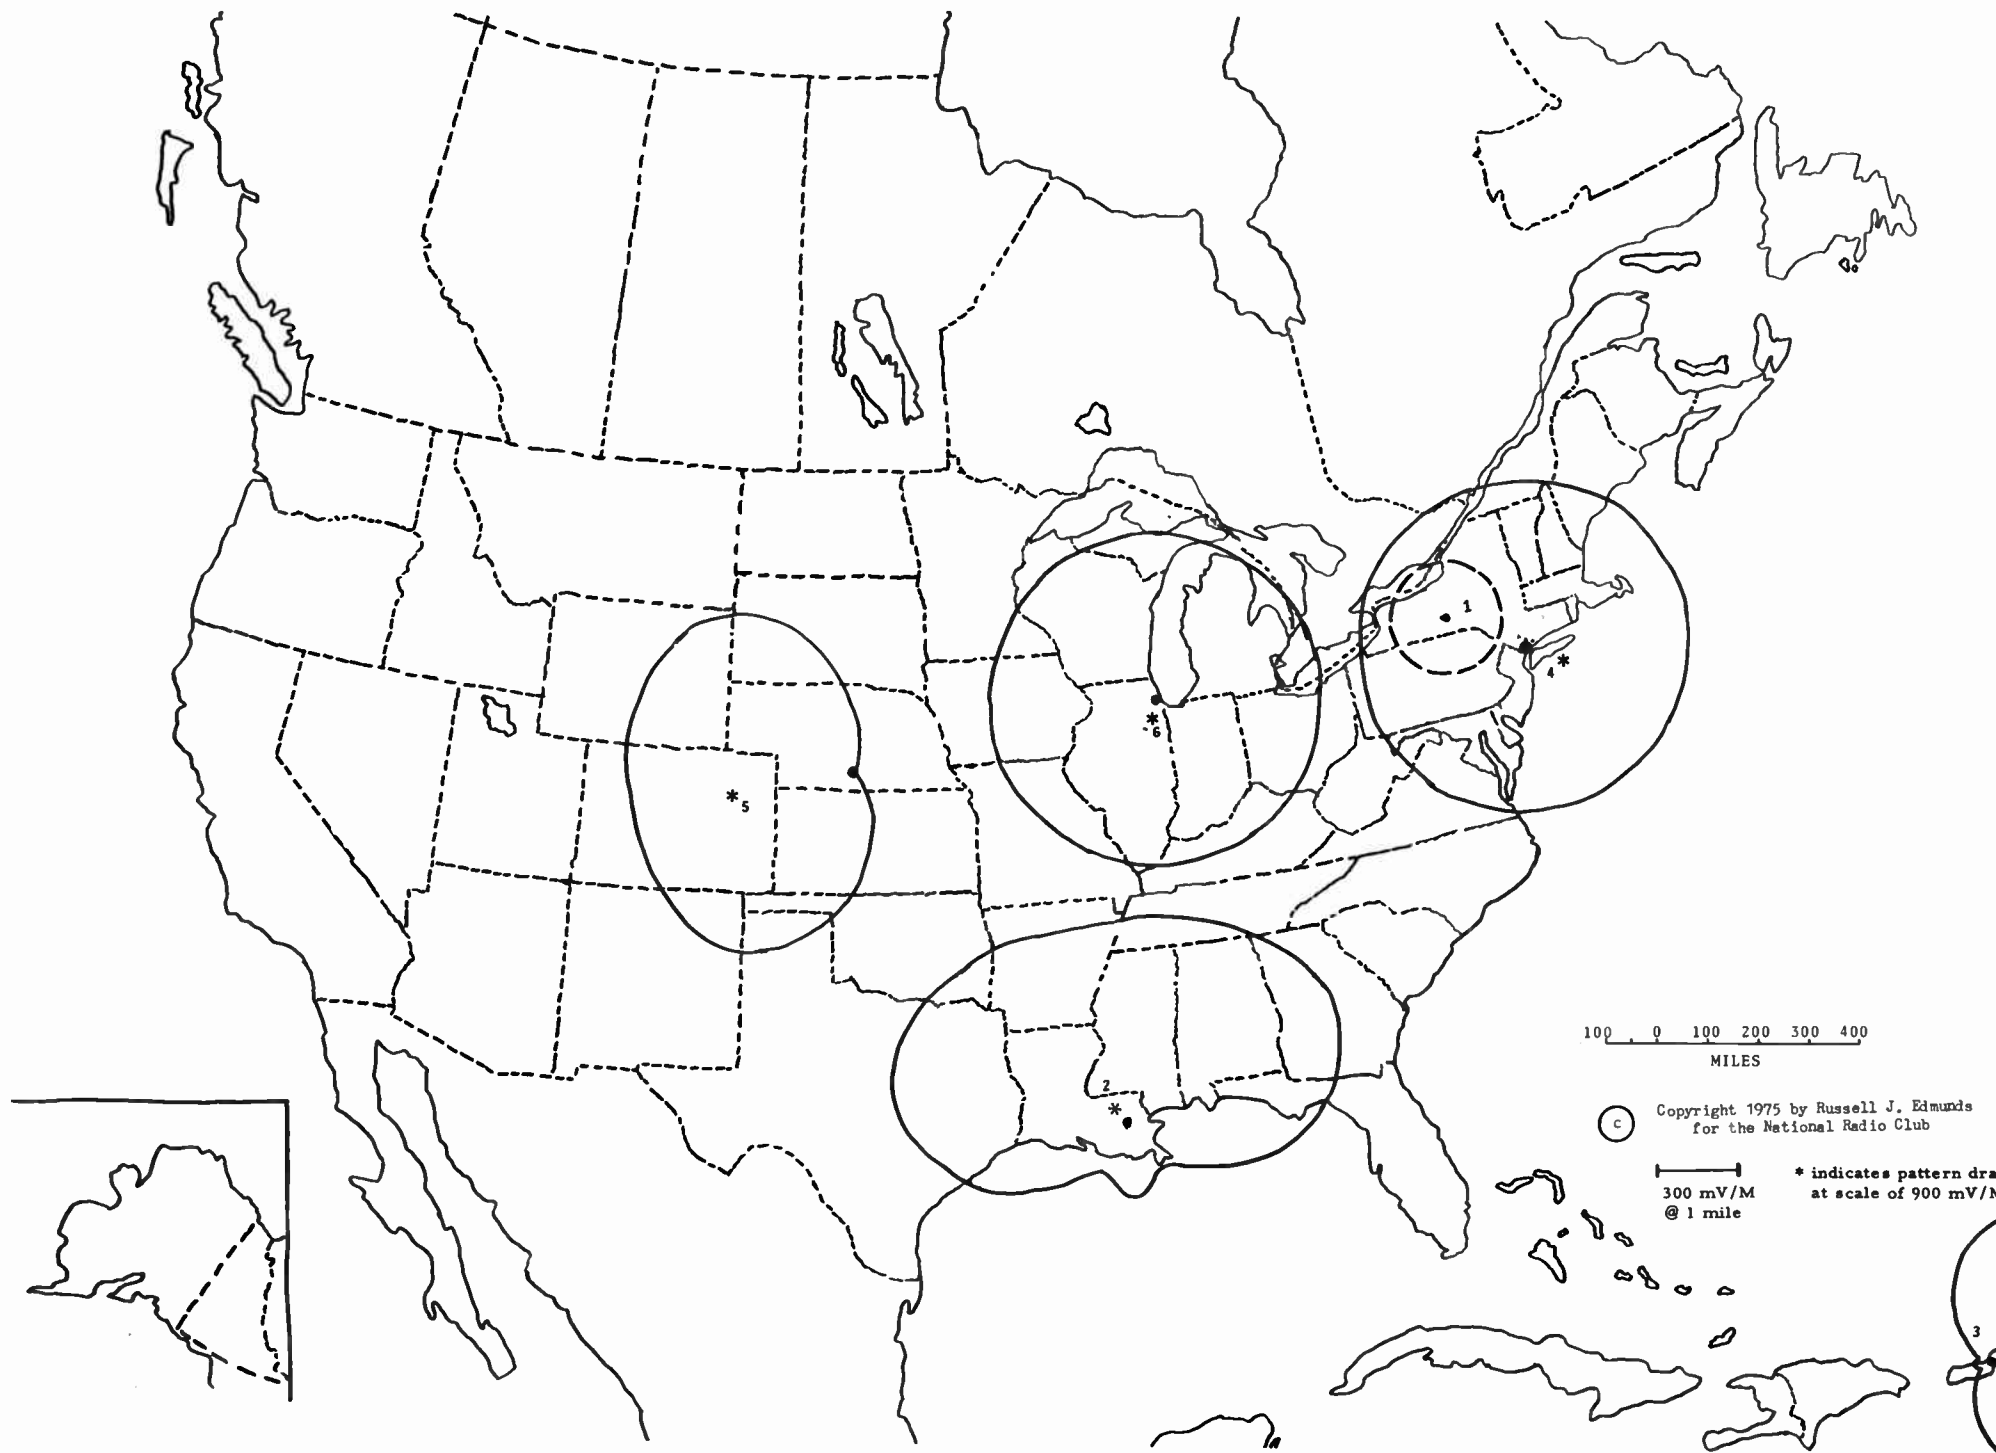 1
* 4
* 6
* 5
2
*
100 0 100 200 300 400
MILES
C
Copyright 1975 by Russell J. Edmunds
for the National Radio Club
300 mV/M
@ 1 mile
* indicates pattern dra
at scale of 900 mV/M
3